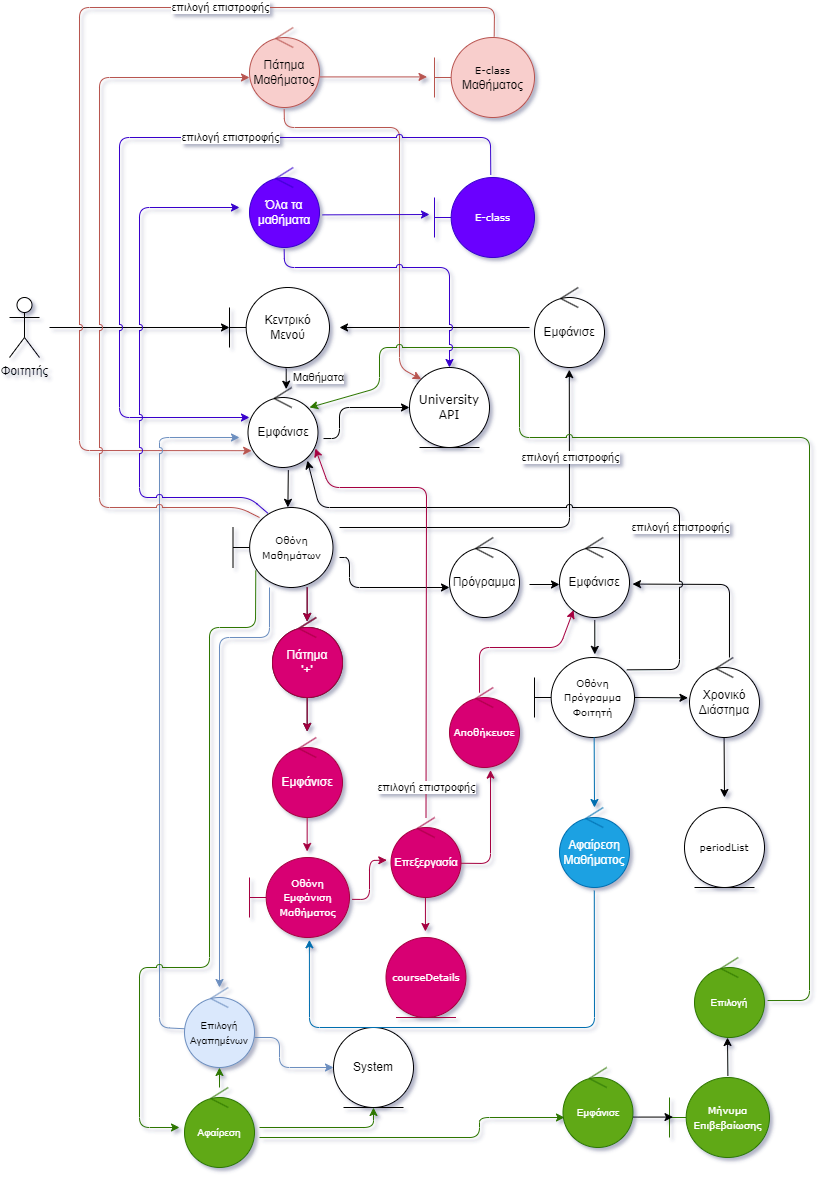 επιλογή επιστροφής
Πάτημα
Μαθήματος
E-class
Μαθήματος
επιλογή επιστροφής
Όλα τα
μαθήματα
E-class
Κεντρικό
Μενού
Εμφάνισε
Φοιτητής
Μαθήματα
University
API
Εμφάνισε
επιλογή επιστροφής
επιλογή επιστροφής
Οθόνη
Μαθημάτων
Πρόγραμμα
Εμφάνισε
Πάτημα
'+'
Οθόνη
Πρόγραμμα
Φοιτητή
Χρονικό
Διάστημα
Αποθήκευσε
Εμφάνισε
επιλογή επιστροφής
Αφαίρεση
Μαθήματος
periodList
Επεξεργασία
Οθόνη
Εμφάνιση
Μαθήματος
courseDetails
Επιλογή
Επιλογή
Αγαπημένων
System
Αφαίρεση
Εμφάνισε
Μήνυμα
Επιβεβαίωσης